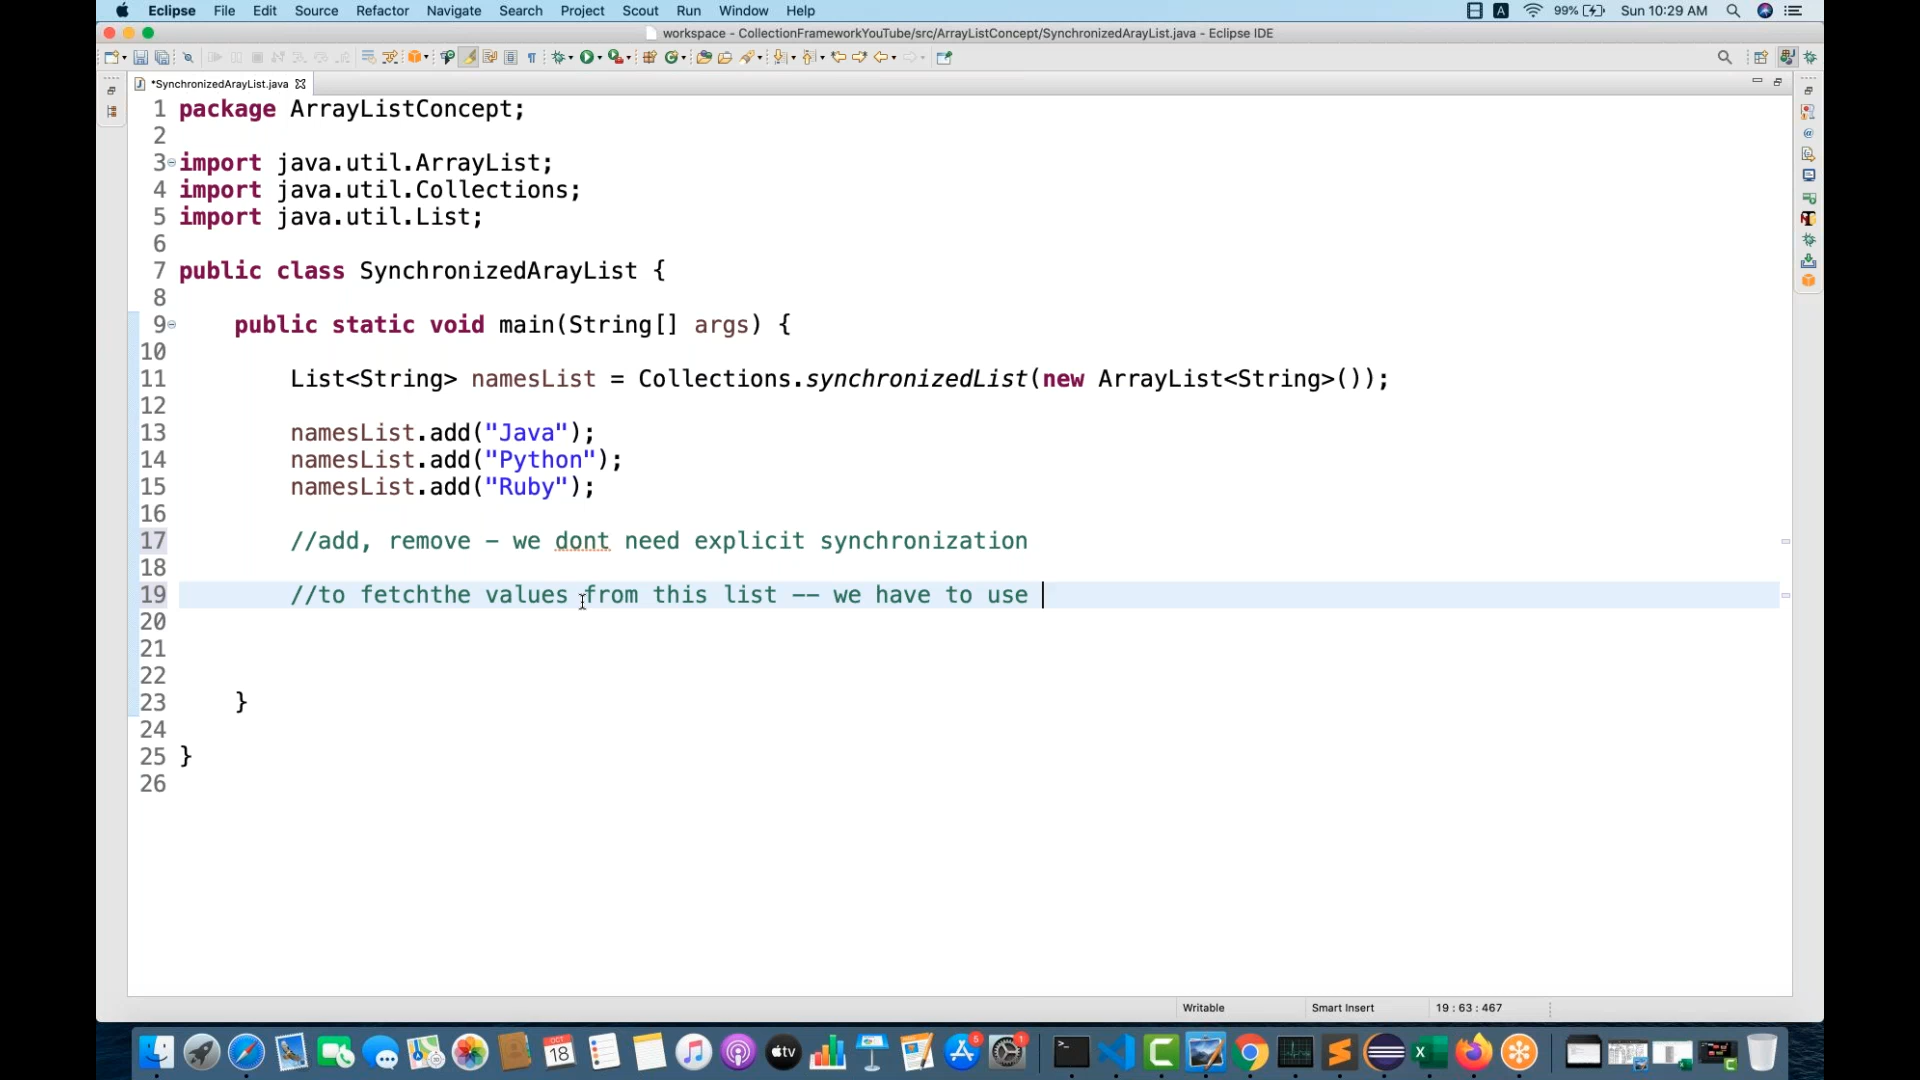 Eclipse File Edit Source Refactor Navigate Search Project Scout Run Window Help 99% Sun 10:29 AM
workspace - CollectionFrameworkYouTube/src/ArrayListConcept/SynchronizedArayList.java - Eclipse IDE
*SynchronizedArayList.java
1 package ArrayListConcept;
2
3 import java.util.ArrayList;
4 import java.util.Collections;
5 import java.util.List;
6
7 public class SynchronizedArayList {
8
9 public static void main(String[] args) {
10
11 List<String> namesList = Collections.synchronizedList(new ArrayList<String>());
12
13 namesList.add("Java");
14 namesList.add("Python");
15 namesList.add("Ruby");
16
17 //add, remove - we dont need explicit synchronization
18
19 //to fetchthe values from this list -- we have to use
20
21
22
23 }
24
25 }
26
Writable Smart Insert 19 : 63 : 467
OCT
18
tv